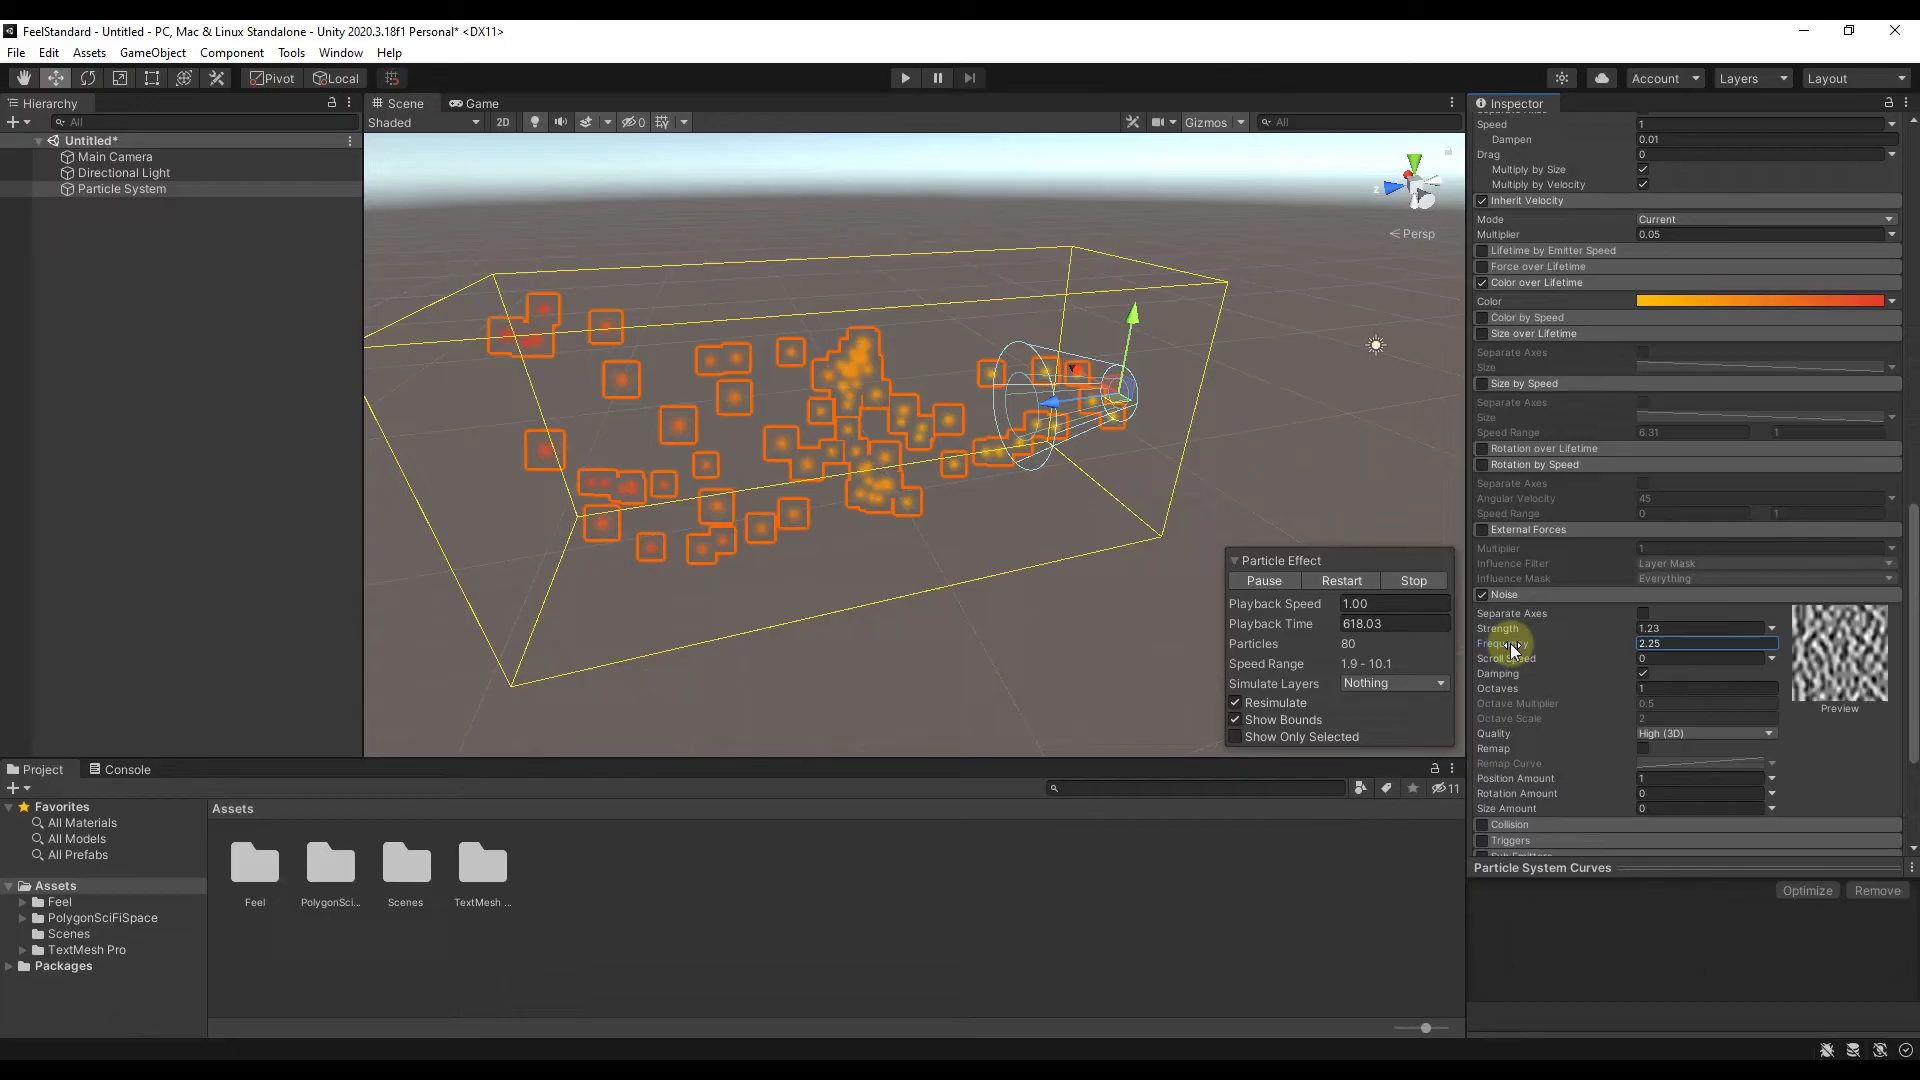 FeelStandard - Untitled - PC, Mac & Linux Standalone - Unity 2020.3.18f1 Personal* <DX11>
File Edit Assets GameObject Component Tools Window Help
Pivot Local Account Layers Layout
Hierarchy
All
Untitled*
Main Camera
Directional Light
Particle System
Scene Game
Shaded 2D 0 Gizmos All
z
Persp
Particle Effect
Pause Restart Stop
Playback Speed 1.00
Playback Time 618.03
Particles 80
Speed Range 1.9 - 10.1
Simulate Layers Nothing
Resimulate
Show Bounds
Show Only Selected
Inspector
Speed 1
Dampen 0.01
Drag 0
Multiply by Size
Multiply by Velocity
Inherit Velocity
Mode Current
Multiplier 0.05
Lifetime by Emitter Speed
Force over Lifetime
Color over Lifetime
Color
Color by Speed
Size over Lifetime
Separate Axes
Size
Size by Speed
Separate Axes
Size
Speed Range 6.31 1
Rotation over Lifetime
Rotation by Speed
Separate Axes
Angular Velocity 45
Speed Range 0 1
External Forces
Multiplier 1
Influence Filter Layer Mask
Influence Mask Everything
Noise
Separate Axes
Strength 1.23
Frequency 2.25
Scroll Speed 0
Damping
Octaves 1
Octave Multiplier 0.5
Octave Scale 2
Preview
Quality High (3D)
Remap
Remap Curve
Position Amount 1
Rotation Amount 0
Size Amount 0
Collision
Triggers
Particle System Curves
Optimize Remove
Project Console
11
Favorites
All Materials
All Models
All Prefabs
Assets
Feel
PolygonSciFiSpace
Scenes
TextMesh Pro
Packages
Assets
Feel PolygonSci... Scenes TextMesh ...